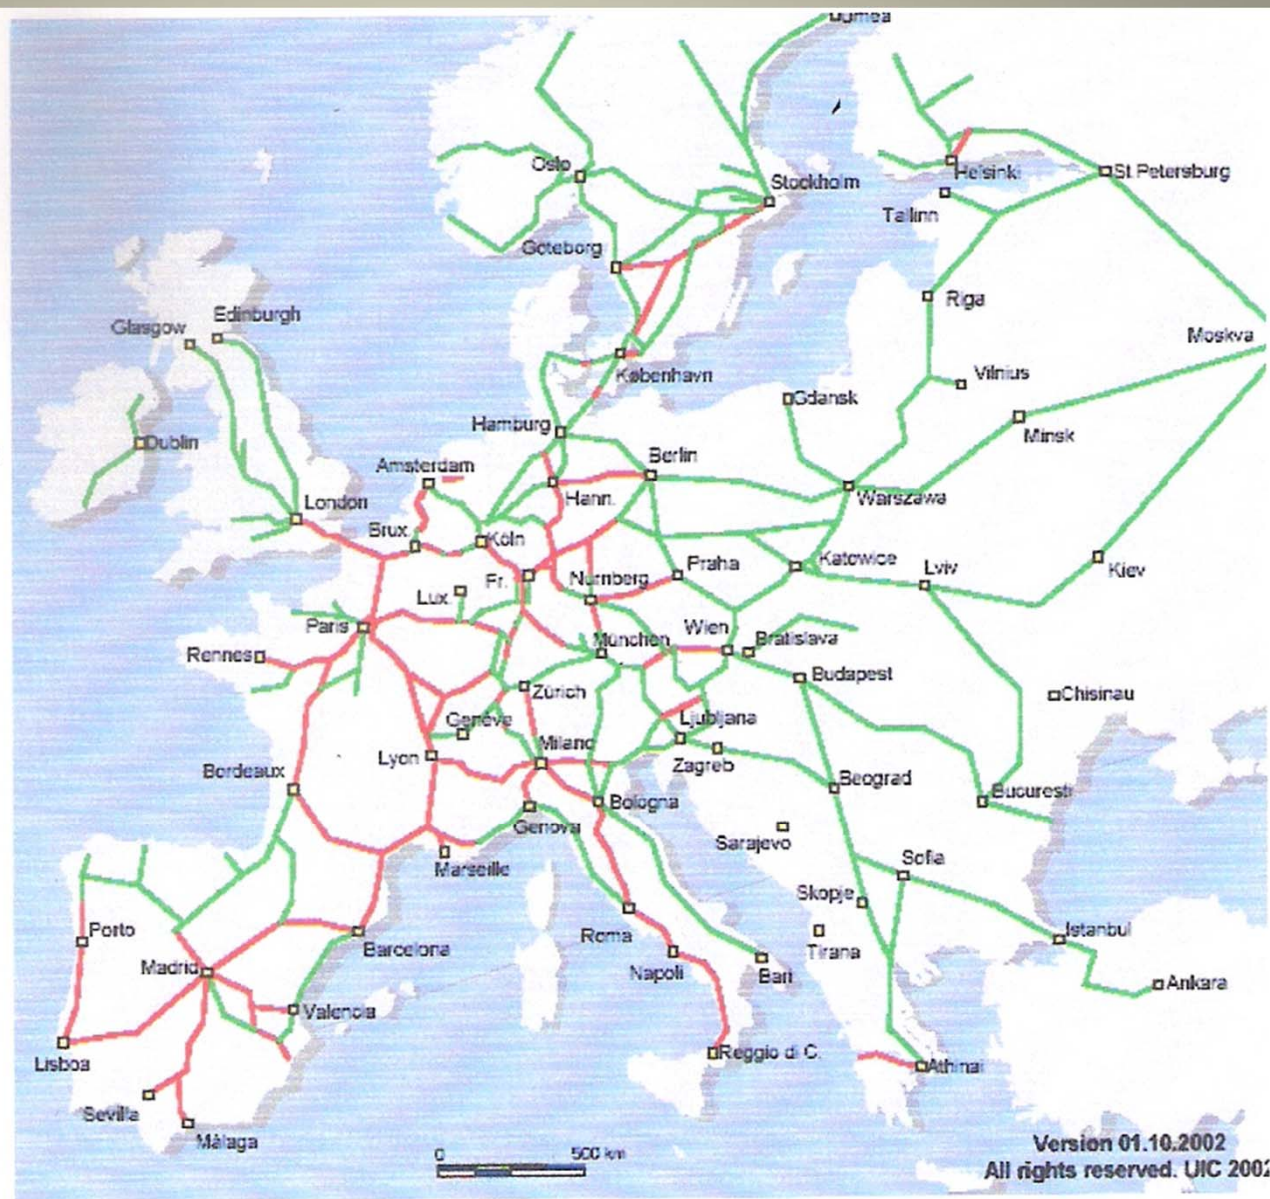 Umea
Oslo
Stockholm
Helsinki
St Petersburg
Tallinn
Göteborg
Riga
Glasgow
Edinburgh
Moskva
København
Vilnius
Gdansk
Minsk
Hamburg
Dublin
Berlin
Amsterdam
Hann.
Warszawa
London
Brux
Köln
Katowice
Praha
Lviv
Kiev
Fr.
Nürnberg
Lux
Paris
Wien
München
Bratislava
Rennes
Budapest
Zürich
Chisinau
Genève
Ljubljana
Milano
Lyon
Zagreb
Bordeaux
Beograd
Bucuresti
Bologna
Genova
Sarajevo
Marseille
Sofia
Skopje
Porto
Roma
Istanbul
Barcelona
Tirana
Madrid
Napoli
Bari
Ankara
Valencia
Lisboa
Reggio di C.
Athinai
Sevilla
Málaga
0 500 km
Version 01.10.2002
All rights reserved. UIC 2002